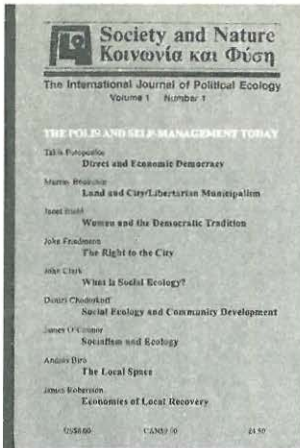 Society and Nature
Κοινωνία και Φύση
The International Journal of Political Ecology
Volume 1 Number 1
THE POLIS AND SELF-MANAGEMENT TODAY
Takis Fotopoulos
Direct and Economic Democracy
Murray Bookchin
Land and City/Libertarian Municipalism
Janet Biehl
Women and the Democratic Tradition
John Friedmann
The Right to the City
John Clark
What is Social Ecology?
Dimitri Chodorkoff
Social Ecology and Community Development
James O'Connor
Socialism and Ecology
András Biró
The Local Space
James Robertson
Economies of Local Recovery